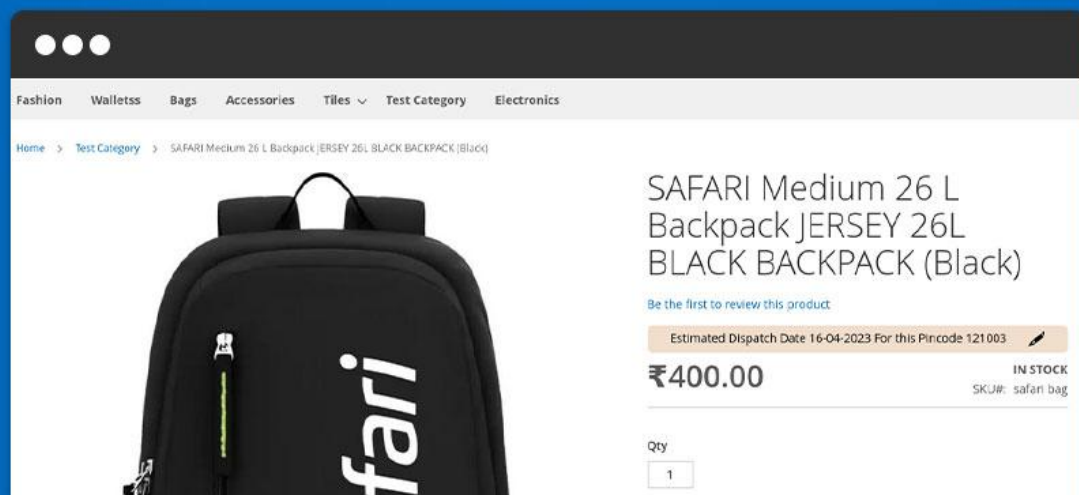 Fashion Walletss Bags Accessories Tiles Test Category Electronics
Home > Test Category > SAFARI Medium 26 L Backpack JERSEY 26L BLACK BACKPACK (Black)
SAFARI Medium 26 L
Backpack JERSEY 26L
BLACK BACKPACK (Black)
Be the first to review this product
Estimated Dispatch Date 16-04-2023 For this Pincode 121003
₹400.00
IN STOCK
SKU#: safari bag
Qty
1
fari